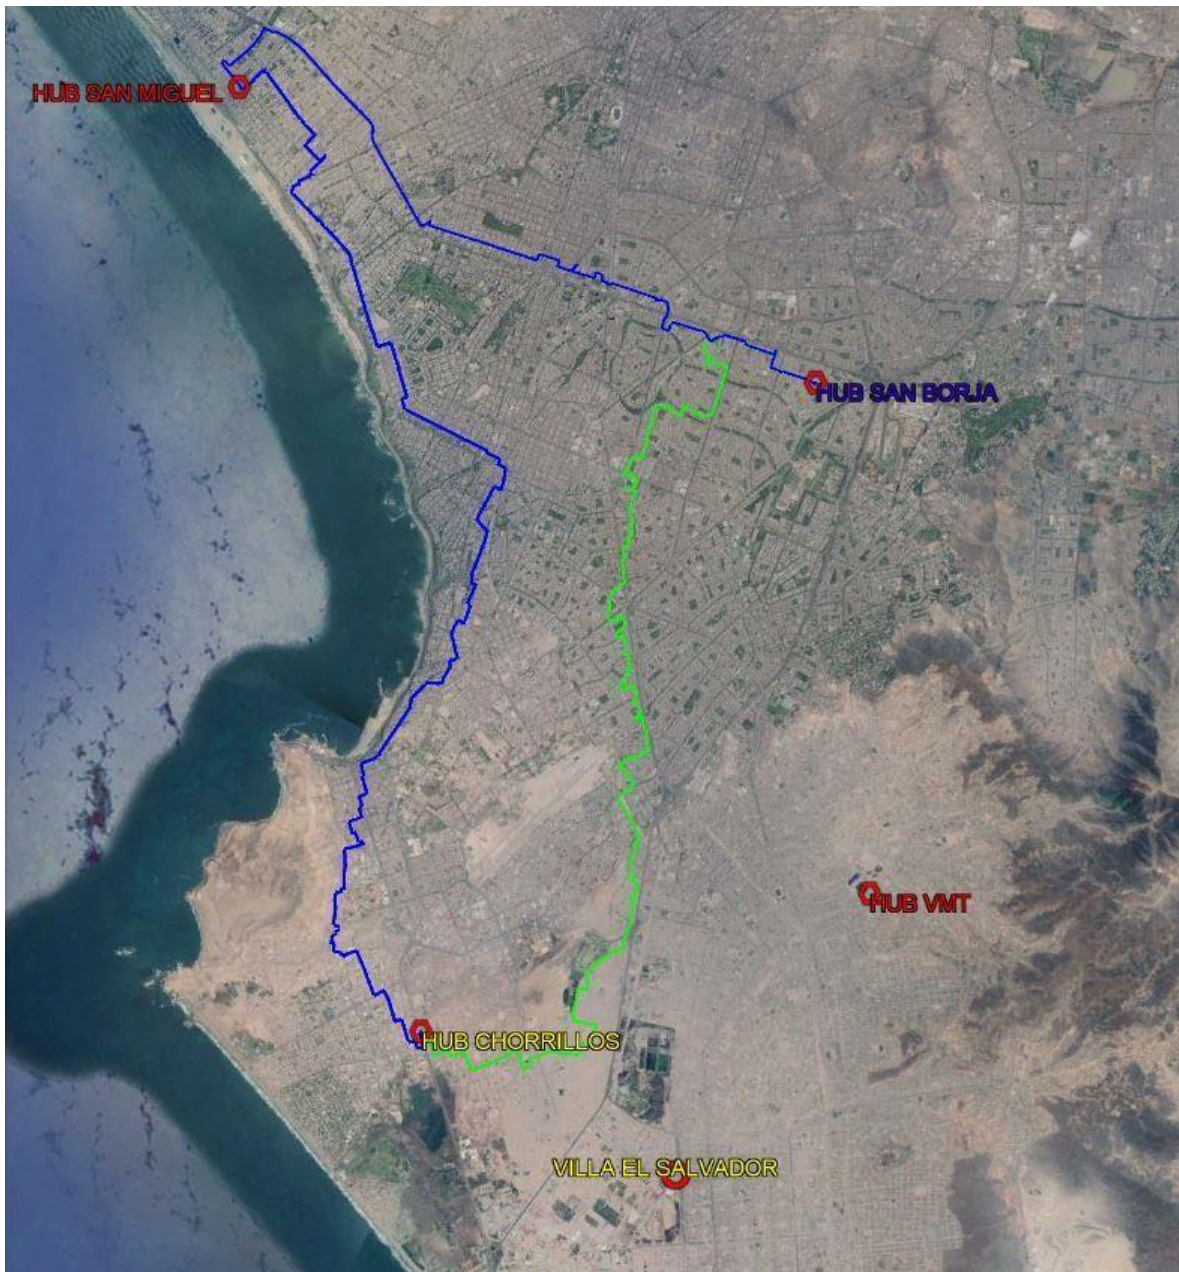 HUB SAN MIGUEL
HUB SAN BORJA
HUB VMT
HUB CHORRILLOS
VILLA EL SALVADOR